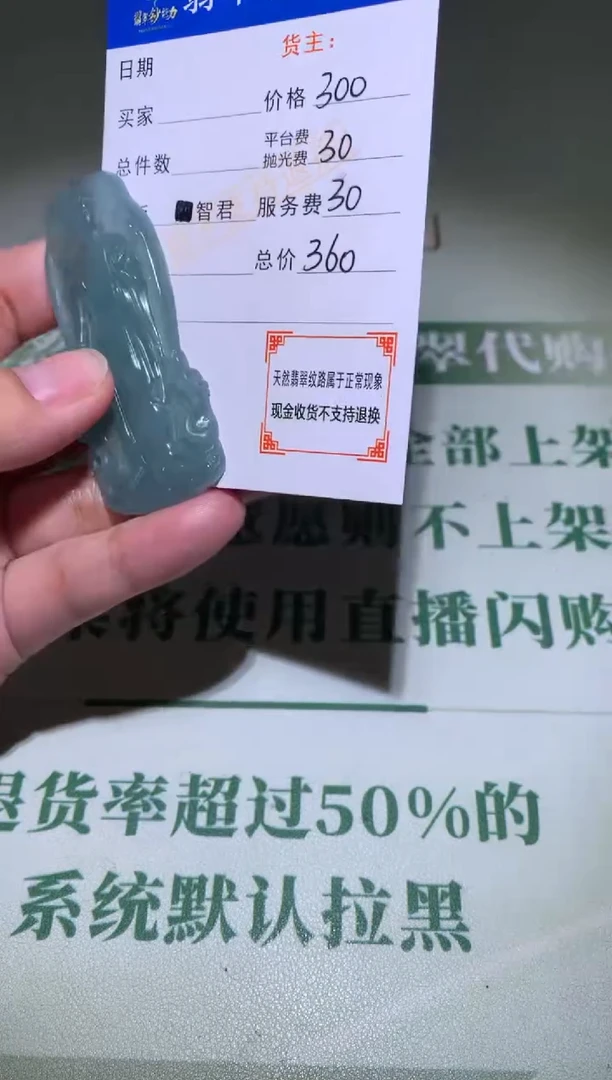 日期
货主：
买家
价格 300
总件数
平台费
抛光费 30
智君
服务费 30
总价 360
天然翡翠纹路属于正常现象
现金收货不支持退换
翠代购
全部上架
愿则不上架
将使用直播闪购
退货率超过50%的
系统默认拉黑